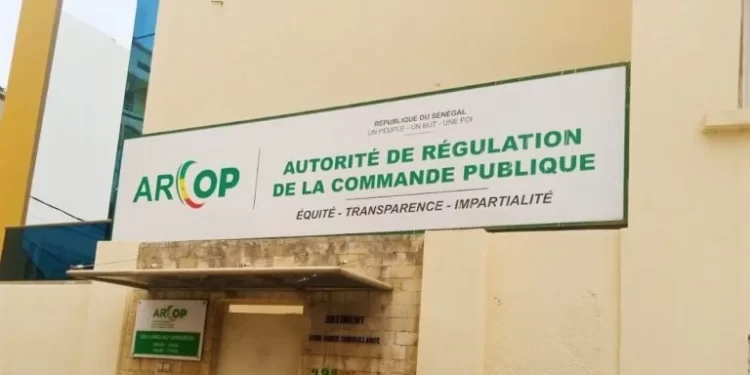 RÉPUBLIQUE DU SÉNÉGAL
UN PEUPLE - UN BUT - UNE FOI
ARCOP
AUTORITÉ DE RÉGULATION
DE LA COMMANDE PUBLIQUE
ÉQUITÉ - TRANSPARENCE - IMPARTIALITÉ
ARCOP